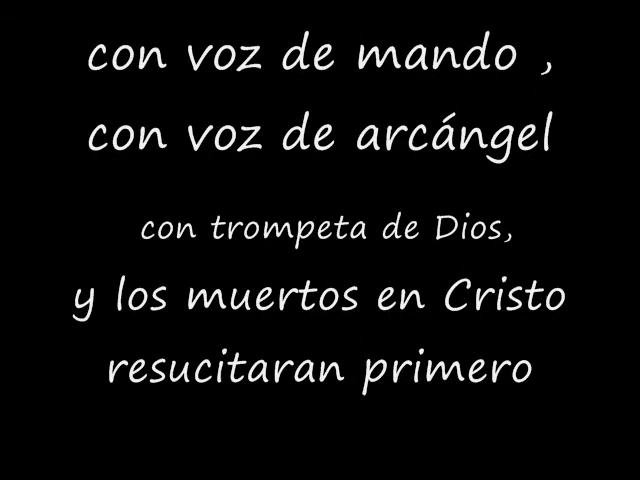 con voz de mando ,
con voz de arcángel
con trompeta de Dios,
y los muertos en Cristo
resucitaran primero